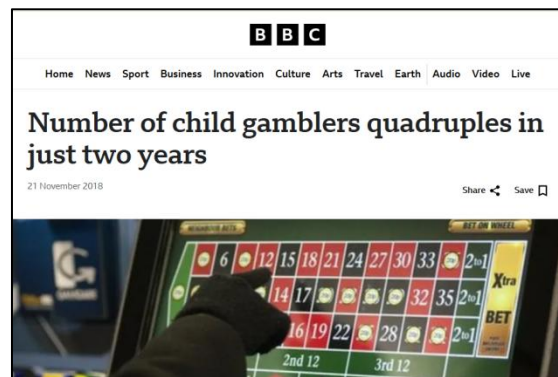 BBC
Home News Sport Business Innovation Culture Arts Travel Earth Audio Video Live
Number of child gamblers quadruples in
just two years
21 November 2018
Share Save
NEIGHBOUR BETS BET ON WHEEL
6 12 15 18 21 24 27 30 33 2to1
14 17 32 35 2to1
16 19 22 28 2to1
2nd 12 3rd 12
Xtra
BET